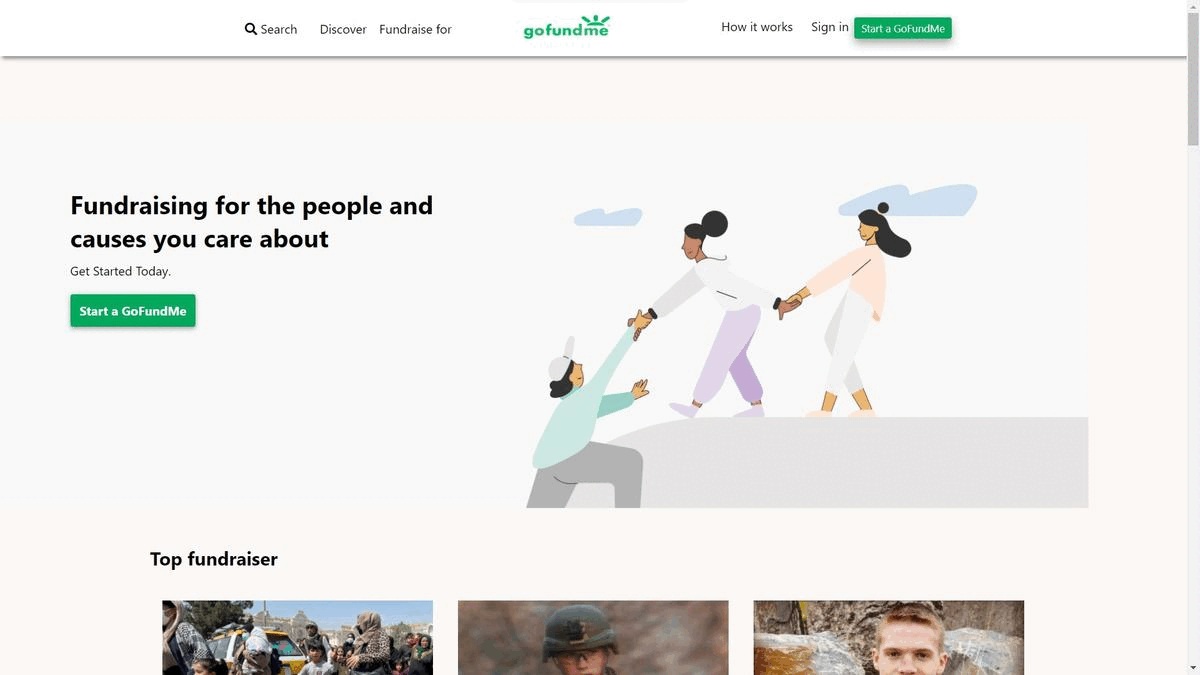 Search
Discover
Fundraise for
gofundme
How it works
Sign in
Start a GoFundMe
Fundraising for the people and
causes you care about
Get Started Today.
Start a GoFundMe
Top fundraiser